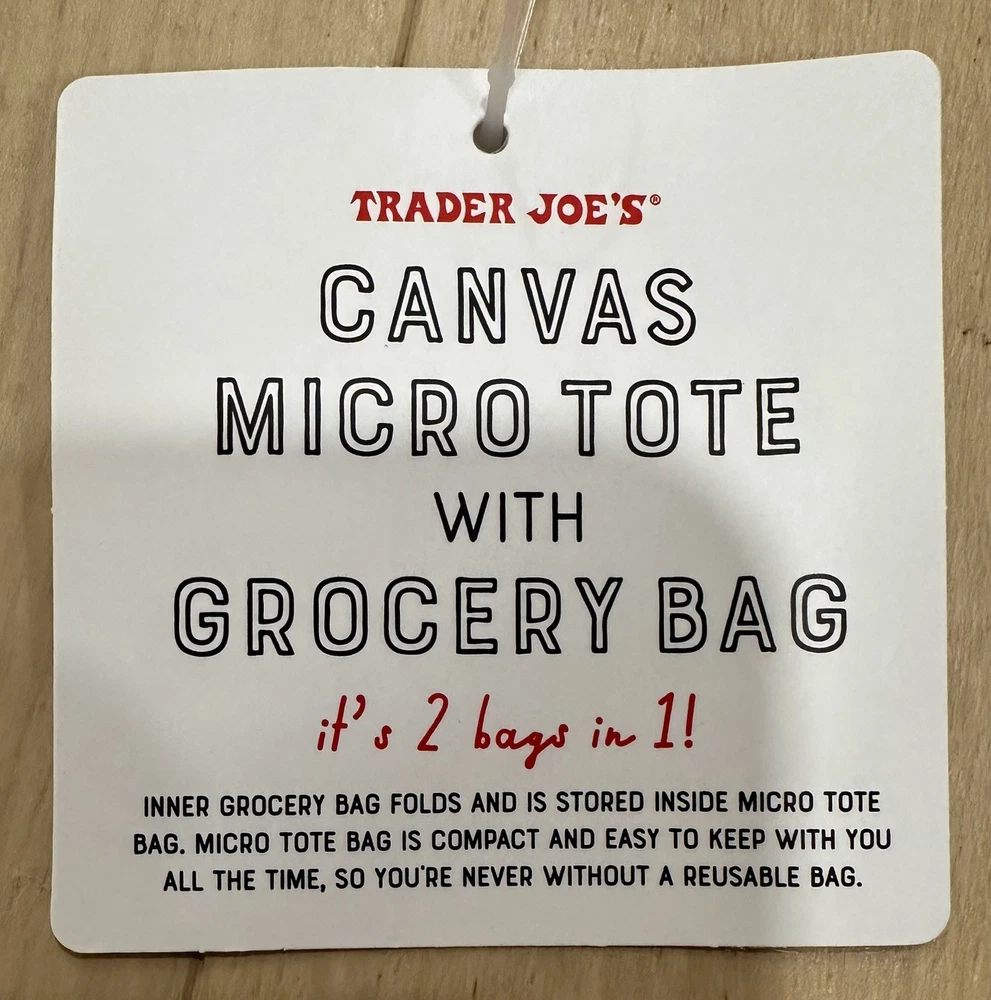 TRADER JOE'S®
CANVAS
MICRO TOTE
WITH
GROCERY BAG
it's 2 bags in 1!
INNER GROCERY BAG FOLDS AND IS STORED INSIDE MICRO TOTE
BAG. MICRO TOTE BAG IS COMPACT AND EASY TO KEEP WITH YOU
ALL THE TIME, SO YOU'RE NEVER WITHOUT A REUSABLE BAG.